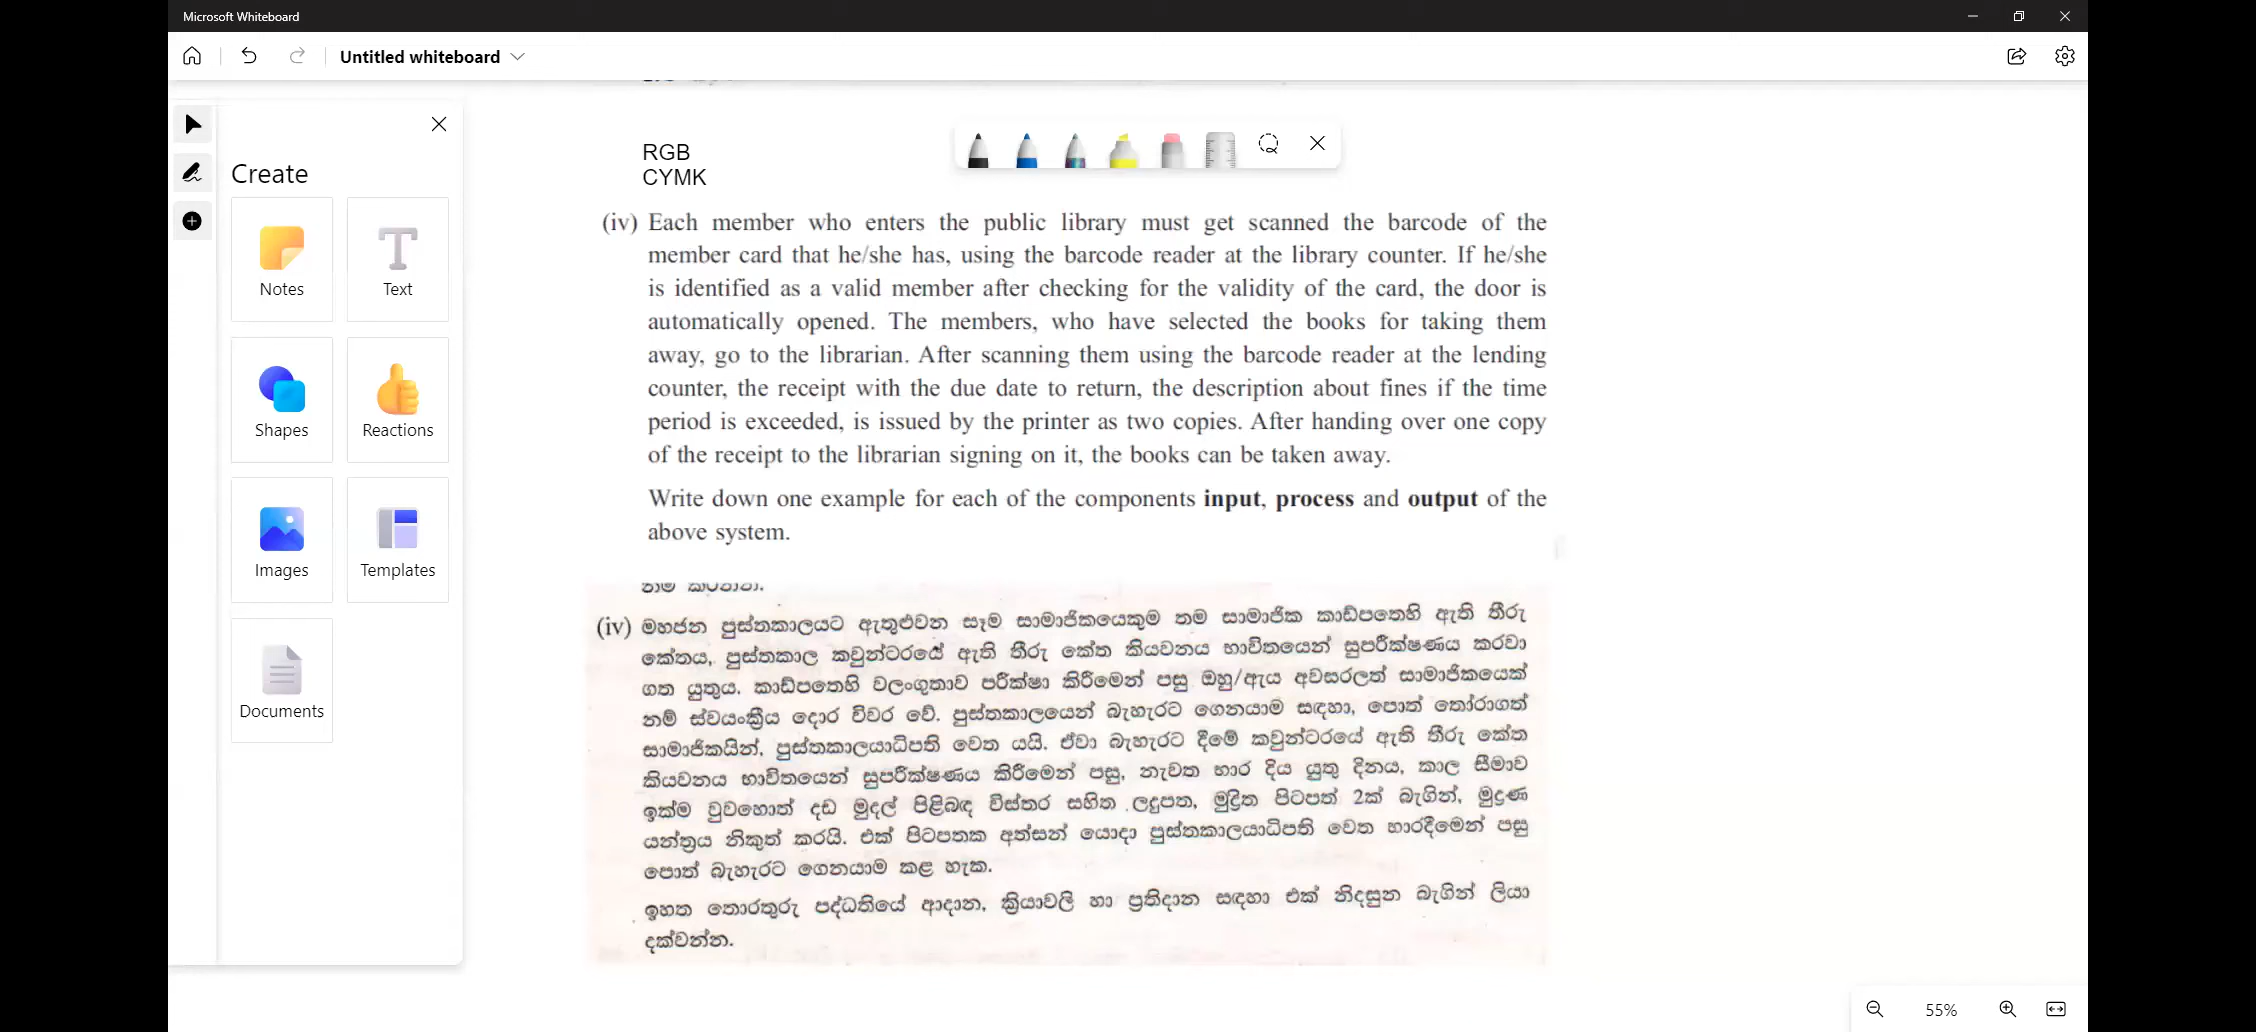 Microsoft Whiteboard
Untitled whiteboard
Create
Notes
Text
Shapes
Reactions
Images
Templates
Documents
RGB
CYMK
(iv) Each member who enters the public library must get scanned the barcode of the
member card that he/she has, using the barcode reader at the library counter. If he/she
is identified as a valid member after checking for the validity of the card, the door is
automatically opened. The members, who have selected the books for taking them
away, go to the librarian. After scanning them using the barcode reader at the lending
counter, the receipt with the due date to return, the description about fines if the time
period is exceeded, is issued by the printer as two copies. After handing over one copy
of the receipt to the librarian signing on it, the books can be taken away.
Write down one example for each of the components input, process and output of the
above system.
(iv) මහජන පුස්තකාලයට ඇතුළුවන සෑම සාමාජිකයෙකුම තම සාමාජික කාඩ්පතෙහි ඇති තීරු
කේතය, පුස්තකාල කවුන්ටරයේ ඇති තීරු කේත කියවනය භාවිතයෙන් සුපරීක්ෂණය කරවා
ගත යුතුය. කාඩ්පතෙහි වලංගුතාව පරීක්ෂා කිරීමෙන් පසු ඔහු/ඇය අවසරලත් සාමාජිකයෙක්
නම් ස්වයංක්‍රීය දොර විවර වේ. පුස්තකාලයෙන් බැහැරට ගෙනයාම සඳහා, පොත් තෝරාගත්
සාමාජිකයින්, පුස්තකාලයාධිපති වෙත යයි. ඒවා බැහැරට දීමේ කවුන්ටරයේ ඇති තීරු කේත
කියවනය භාවිතයෙන් සුපරීක්ෂණය කිරීමෙන් පසු, නැවත භාර දිය යුතු දිනය, කාල සීමාව
ඉක්ම වුවහොත් දඩ මුදල් පිළිබඳ විස්තර සහිත ලදුපත, මුද්‍රිත පිටපත් 2ක් බැගින්, මුද්‍රණ
යන්ත්‍රය නිකුත් කරයි. එක් පිටපතක අත්සන් යොදා පුස්තකාලයාධිපති වෙත භාරදීමෙන් පසු
පොත් බැහැරට ගෙනයාම කළ හැක.
ඉහත තොරතුරු පද්ධතියේ ආදාන, ක්‍රියාවලි හා ප්‍රතිදාන සඳහා එක් නිදසුන බැගින් ලියා
දක්වන්න.
55%